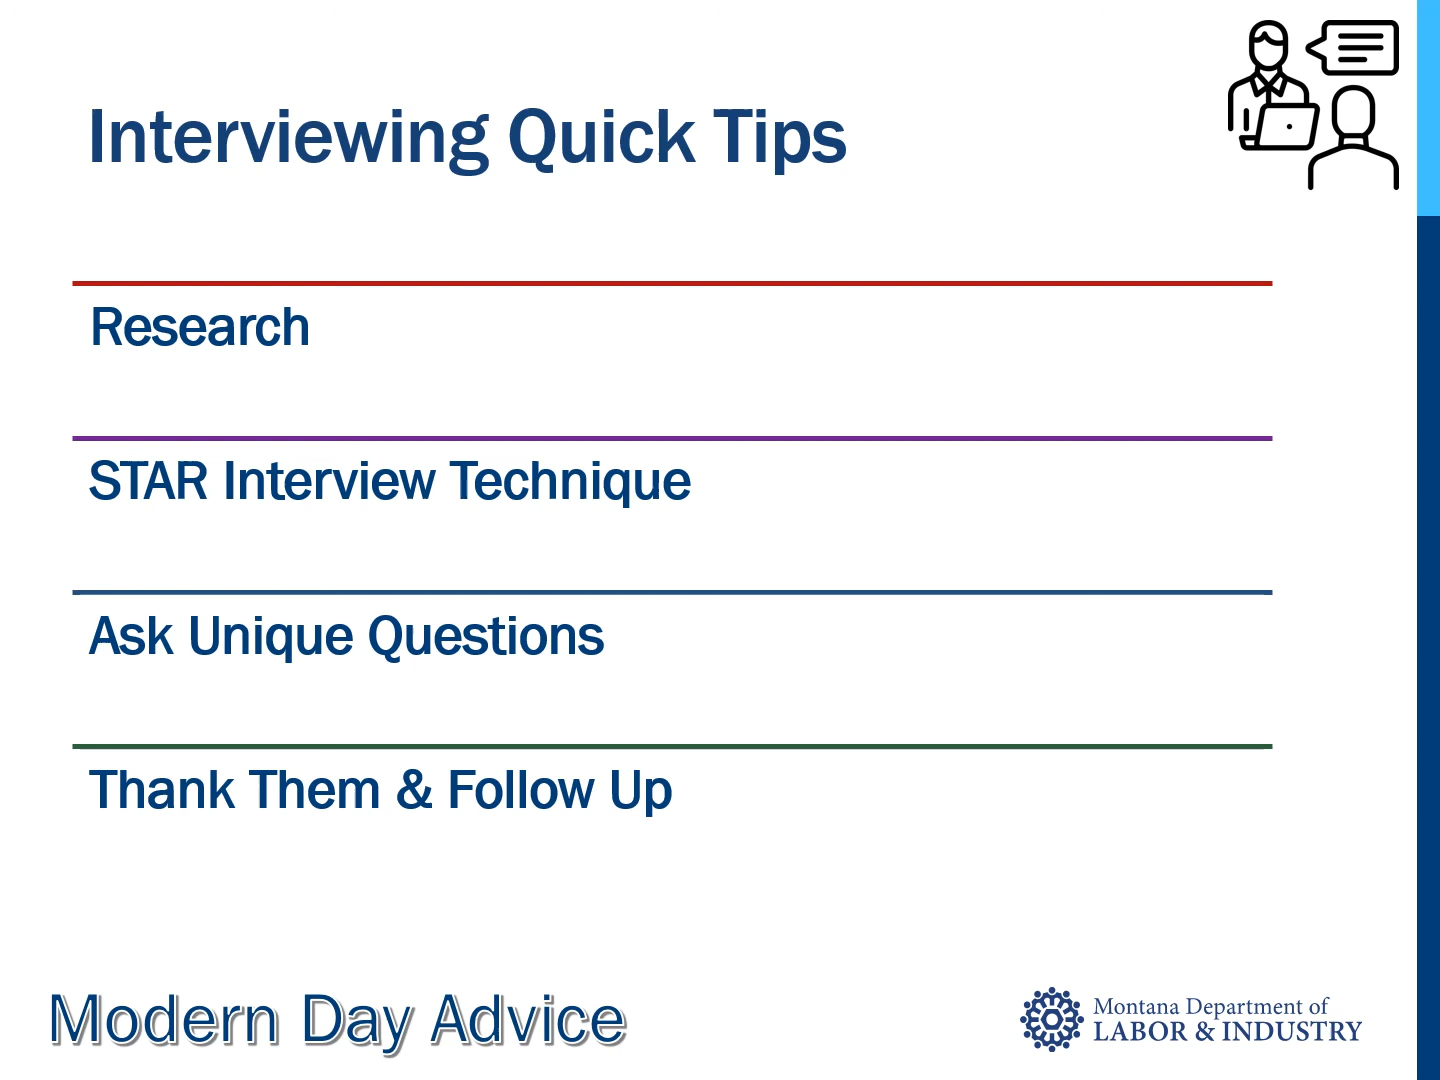 Interviewing Quick Tips
Research
STAR Interview Technique
Ask Unique Questions
Thank Them & Follow Up
Modern Day Advice
Montana Department of
LABOR & INDUSTRY